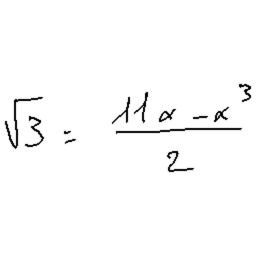 √3 = (11α - α³)/2